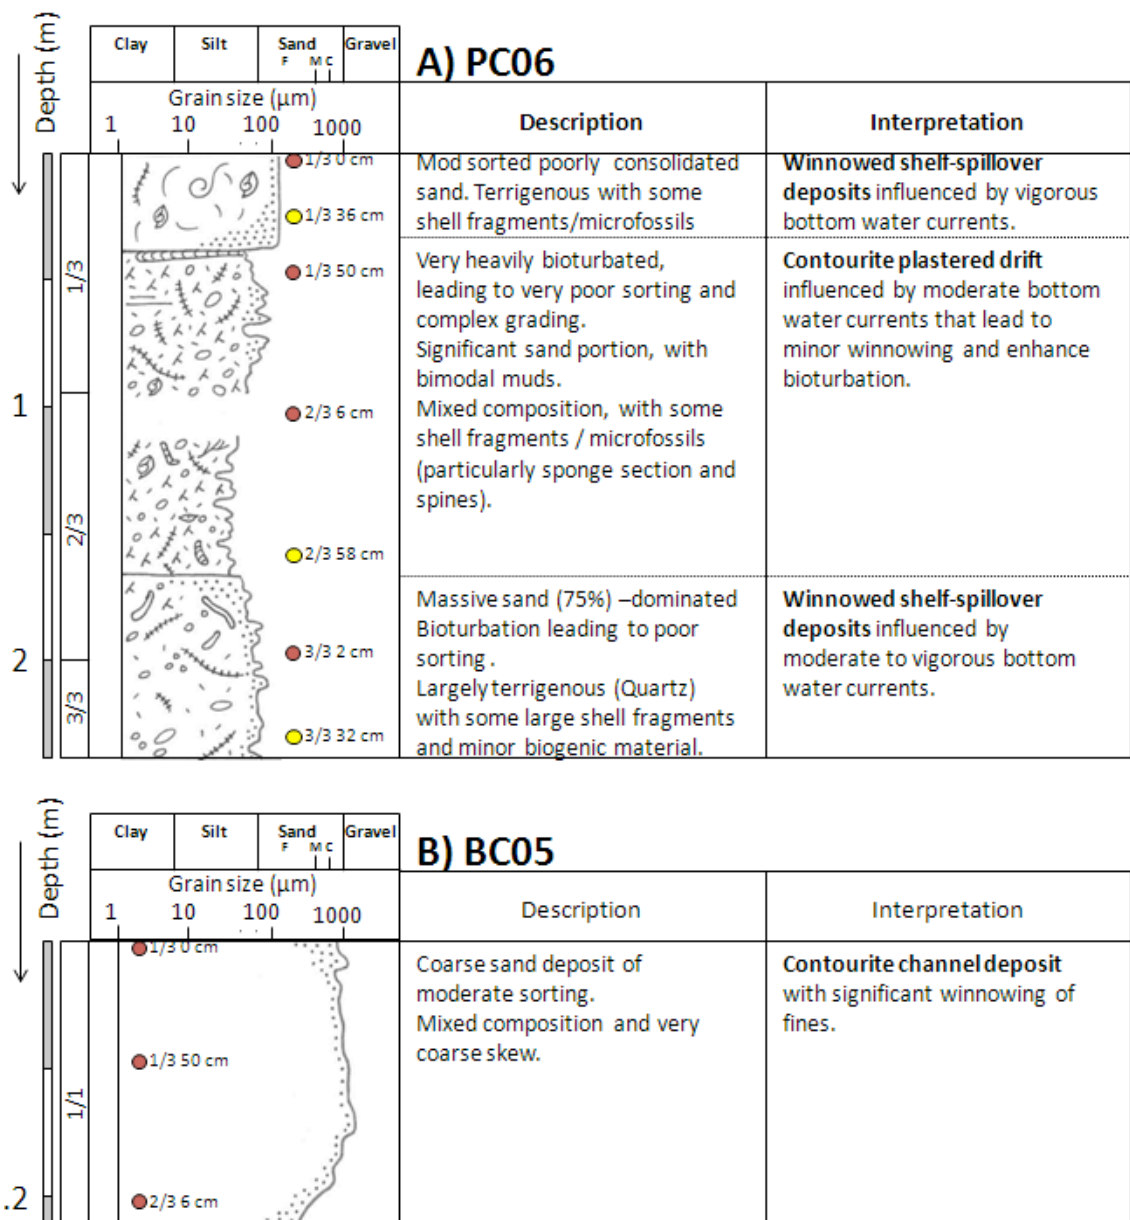 Depth (m)
Clay Silt Sand Gravel
F M C
A) PC06
Grain size (µm)
1 10 100 1000
Description Interpretation
1/3 0 cm
1/3 36 cm
1/3 50 cm
2/3 6 cm
2/3 58 cm
3/3 2 cm
3/3 32 cm
1/3
2/3
3/3
1
2
Mod sorted poorly consolidated
sand. Terrigenous with some
shell fragments/microfossils
Winnowed shelf-spillover
deposits influenced by vigorous
bottom water currents.
Very heavily bioturbated,
leading to very poor sorting and
complex grading.
Significant sand portion, with
bimodal muds.
Mixed composition, with some
shell fragments / microfossils
(particularly sponge section and
spines).
Contourite plastered drift
influenced by moderate bottom
water currents that lead to
minor winnowing and enhance
bioturbation.
Massive sand (75%) –dominated
Bioturbation leading to poor
sorting.
Largely terrigenous (Quartz)
with some large shell fragments
and minor biogenic material.
Winnowed shelf-spillover
deposits influenced by
moderate to vigorous bottom
water currents.
Depth (m)
Clay Silt Sand Gravel
F M C
B) BC05
Grain size (µm)
1 10 100 1000
Description Interpretation
1/3 0 cm
1/3 50 cm
2/3 6 cm
1/1
.2
Coarse sand deposit of
moderate sorting.
Mixed composition and very
coarse skew.
Contourite channel deposit
with significant winnowing of
fines.